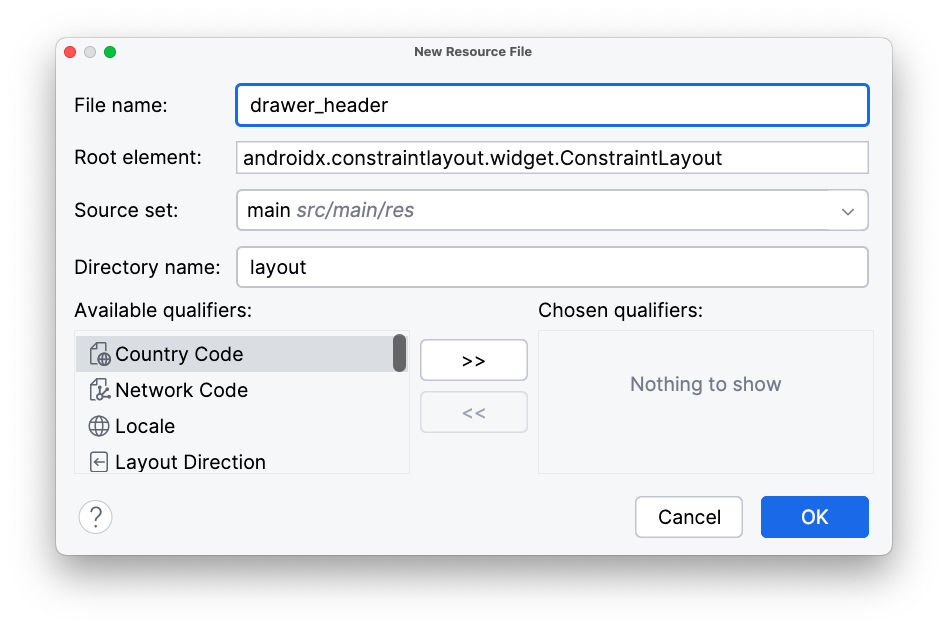 New Resource File
File name:
drawer_header
Root element:
androidx.constraintlayout.widget.ConstraintLayout
Source set:
main src/main/res
Directory name:
layout
Available qualifiers:
Chosen qualifiers:
Country Code
Network Code
Locale
Layout Direction
>>
<<
Nothing to show
?
Cancel
OK